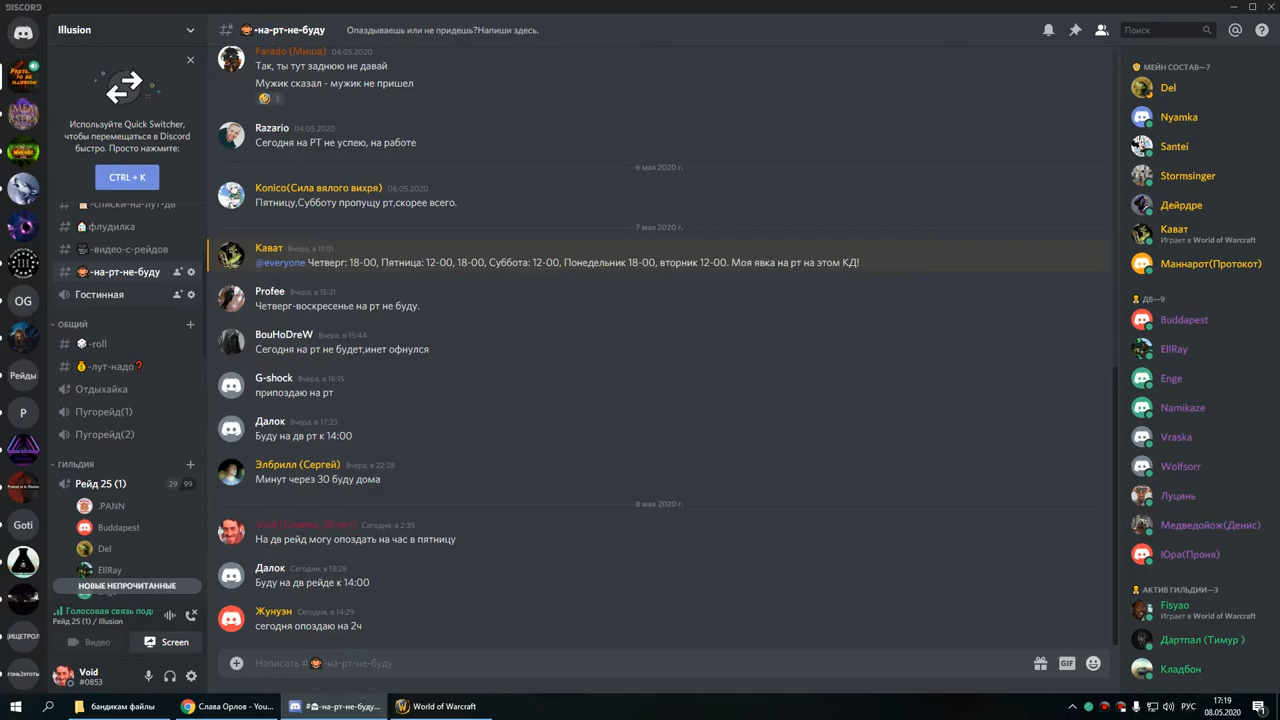 DISCORD
Illusion
-на-рт-не-буду
Опаздываешь или не придешь?Напиши здесь.
Поиск
Используйте Quick Switcher,
чтобы перемещаться в Discord
быстро. Просто нажмите:
CTRL + K
-списки-на-лут-дв
флудилка
-видео-с-рейдов
-на-рт-не-буду
Гостинная
ОБЩИЙ
-roll
-лут-надо
Отдыхайка
Пугорейд(1)
Пугорейд(2)
ГИЛЬДИЯ
Рейд 25 (1) 29 99
,PANN
Buddapest
Del
EllRay
НОВЫЕ НЕПРОЧИТАННЫЕ
Голосовая связь под
Рейд 25 (1) / Illusion
Видео
Screen
Void
#0853
OG
Рейды
P
Goti
Farado (Миша) 04.05.2020
Так, ты тут заднюю не давай
Мужик сказал - мужик не пришел
3
Razario 04.05.2020
Сегодня на РТ не успею, на работе
6 мая 2020 г.
Konico(Сила вялого вихря) 06.05.2020
Пятницу,Субботу пропущу рт,скорее всего.
7 мая 2020 г.
Кават Вчера, в 11:01
@everyone Четверг: 18-00, Пятница: 12-00, 18-00, Суббота: 12-00, Понедельник 18-00, вторник 12-00. Моя явка на рт на этом КД!
Profee Вчера, в 15:21
Четверг-воскресенье на рт не буду.
BouHoDreW Вчера, в 15:44
Сегодня на рт не будет,инет офнулся
G-shock Вчера, в 16:15
припоздаю на рт
Далок Вчера, в 17:23
Буду на дв рт к 14:00
Элбрилл (Сергей) Вчера, в 22:28
Минут через 30 буду дома
8 мая 2020 г.
Сегодня, в 2:35
На дв рейд могу опоздать на час в пятницу
Далок Сегодня, в 13:28
Буду на дв рейде к 14:00
Жунуэн Сегодня, в 14:29
сегодня опоздаю на 2ч
Написать #-на-рт-не-буду
GIF
МЕЙН СОСТАВ—7
Del
Nyamka
Santei
Stormsinger
Дейрдре
Кават
Играет в World of Warcraft
Маннарот(Протокот)
ДВ—9
Buddapest
EllRay
Enge
Namikaze
Vraska
Wolfsorr
Луцинь
Медведойож(Денис)
Юра(Проня)
АКТИВ ГИЛЬДИИ—3
Fisyao
Играет в World of Warcraft
Дартпал (Тимур )
Кладбон
бандикам файлы
Слава Орлов - You...
#-на-рт-не-буду...
World of Warcraft
РУС
17:19
08.05.2020
1